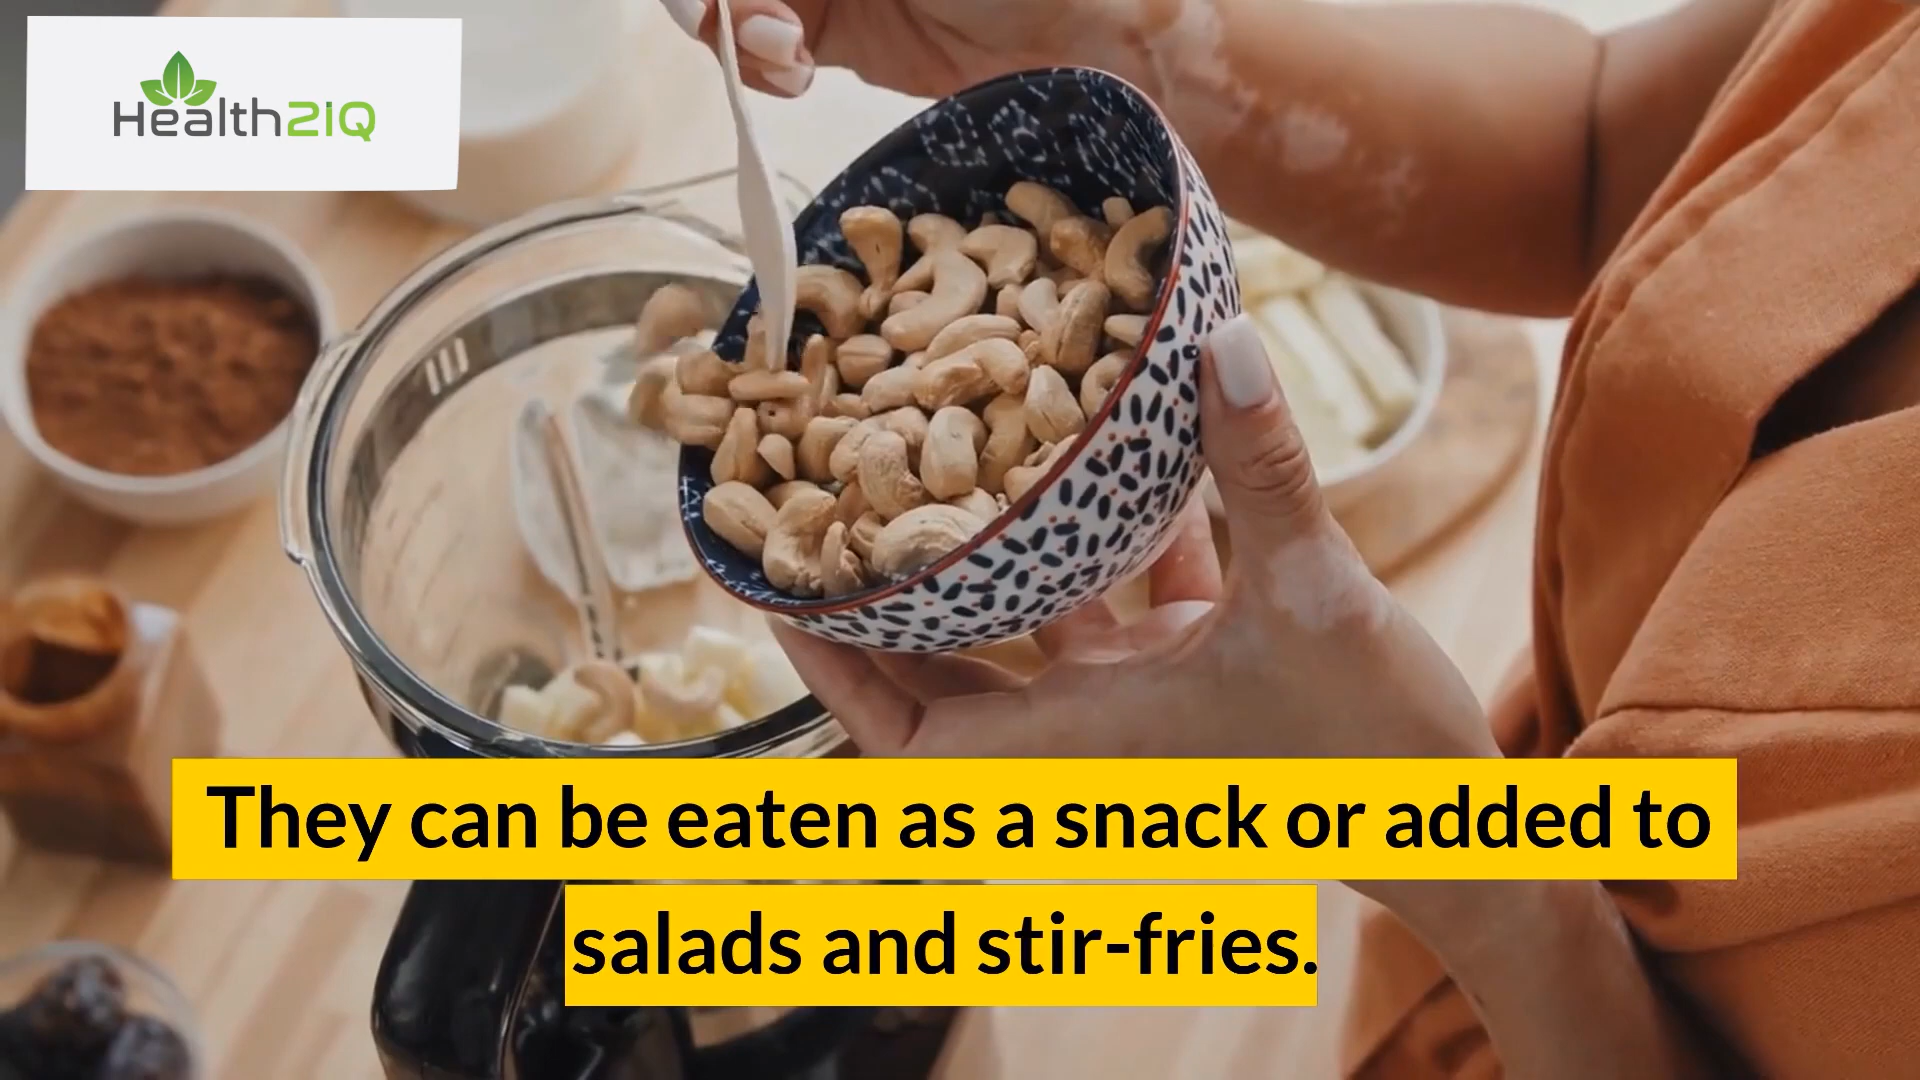 Health2iQ
They can be eaten as a snack or added to
salads and stir-fries.